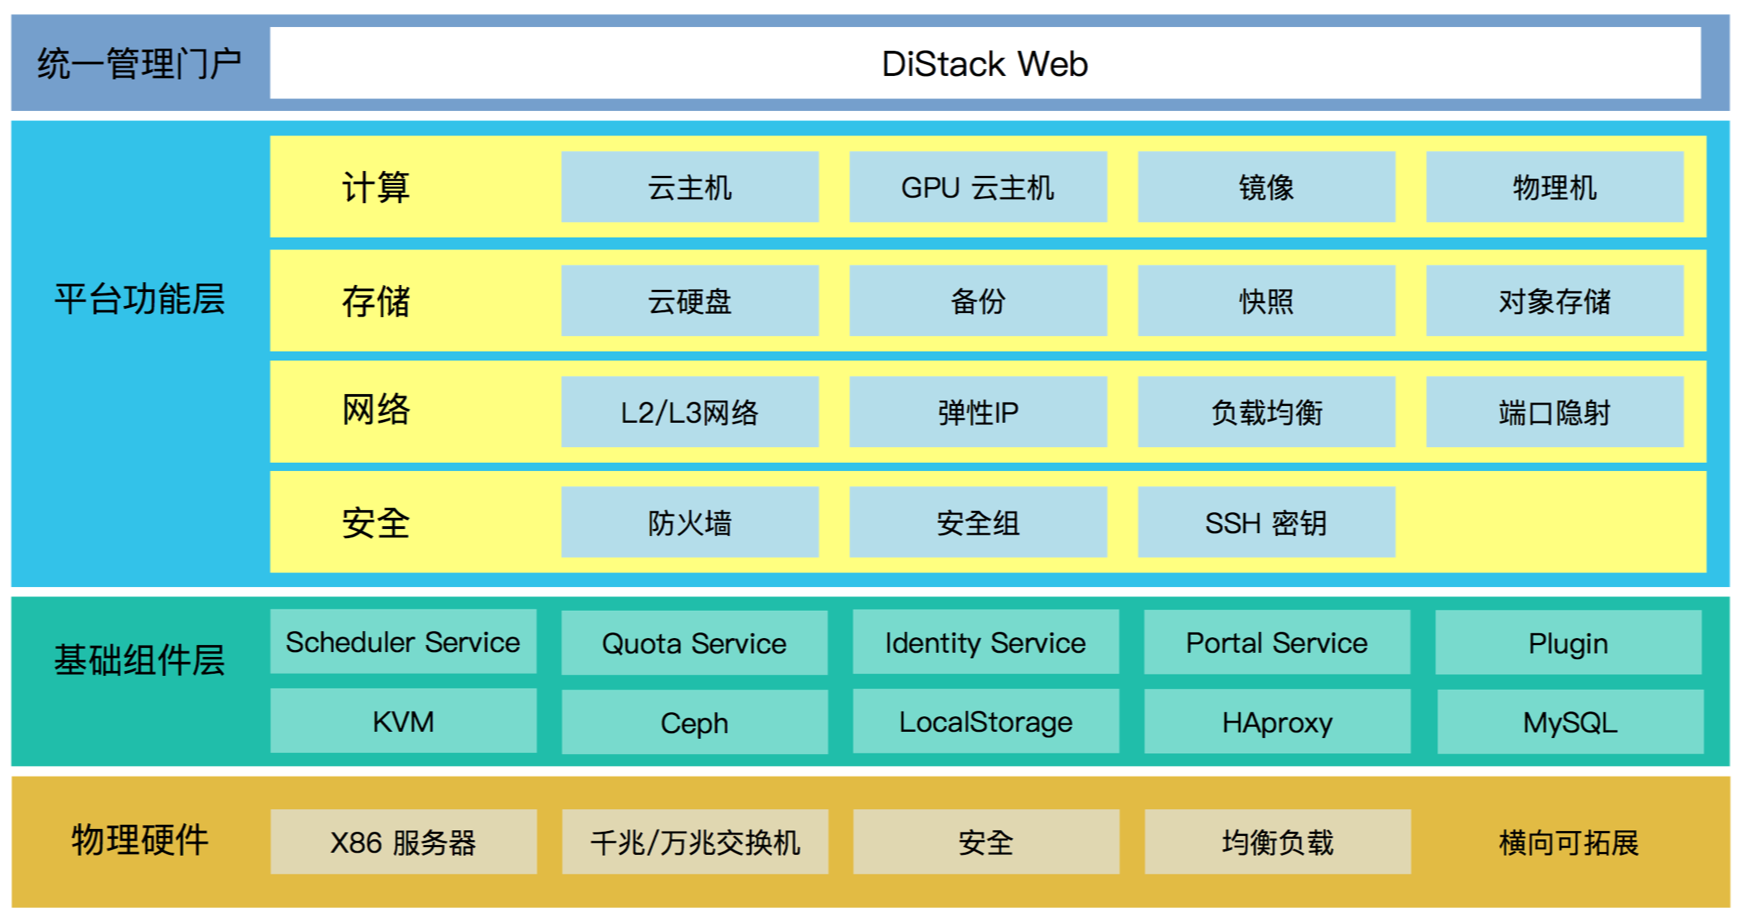 统一管理门户
DiStack Web
平台功能层
计算
云主机
GPU 云主机
镜像
物理机
存储
云硬盘
备份
快照
对象存储
网络
L2/L3网络
弹性IP
负载均衡
端口隐射
安全
防火墙
安全组
SSH 密钥
基础组件层
Scheduler Service
Quota Service
Identity Service
Portal Service
Plugin
KVM
Ceph
LocalStorage
HAproxy
MySQL
物理硬件
X86 服务器
千兆/万兆交换机
安全
均衡负载
横向可拓展